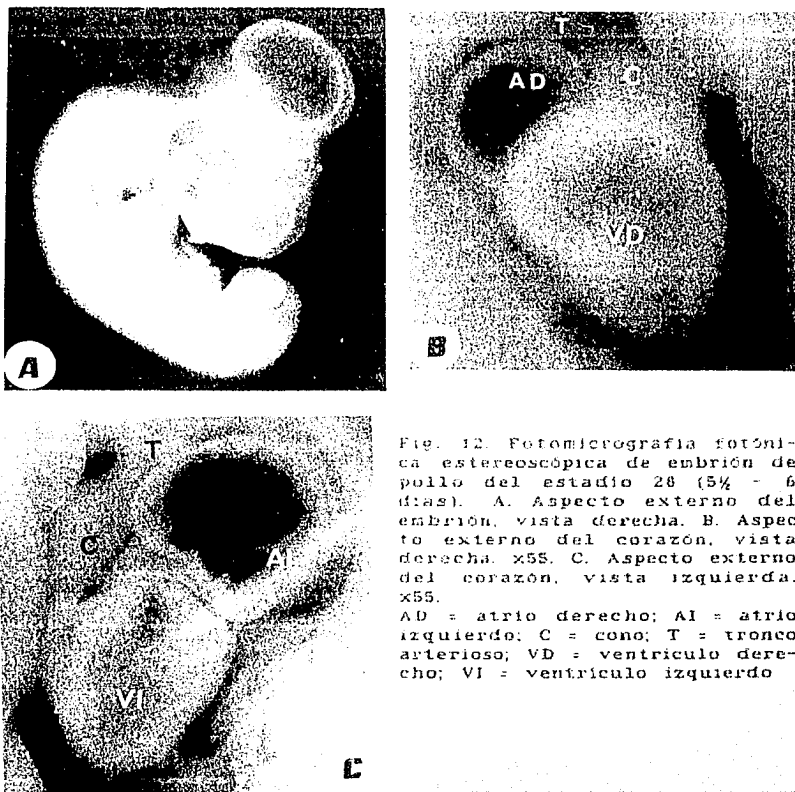 T
AD
C
VD
A
B
T
C
AI
VI
C
Fig. 12. Fotomicrografía fotóni-
ca estereoscópica de embrión de
pollo del estadio 28 (5½ - 6
días). A. Aspecto externo del
embrión, vista derecha. B. Aspec
to externo del corazón, vista
derecha. x55. C. Aspecto externo
del corazón, vista izquierda.
x55.
AD = atrio derecho; AI = atrio
izquierdo; C = cono; T = tronco
arterioso; VD = ventrículo dere-
cho; VI = ventrículo izquierdo